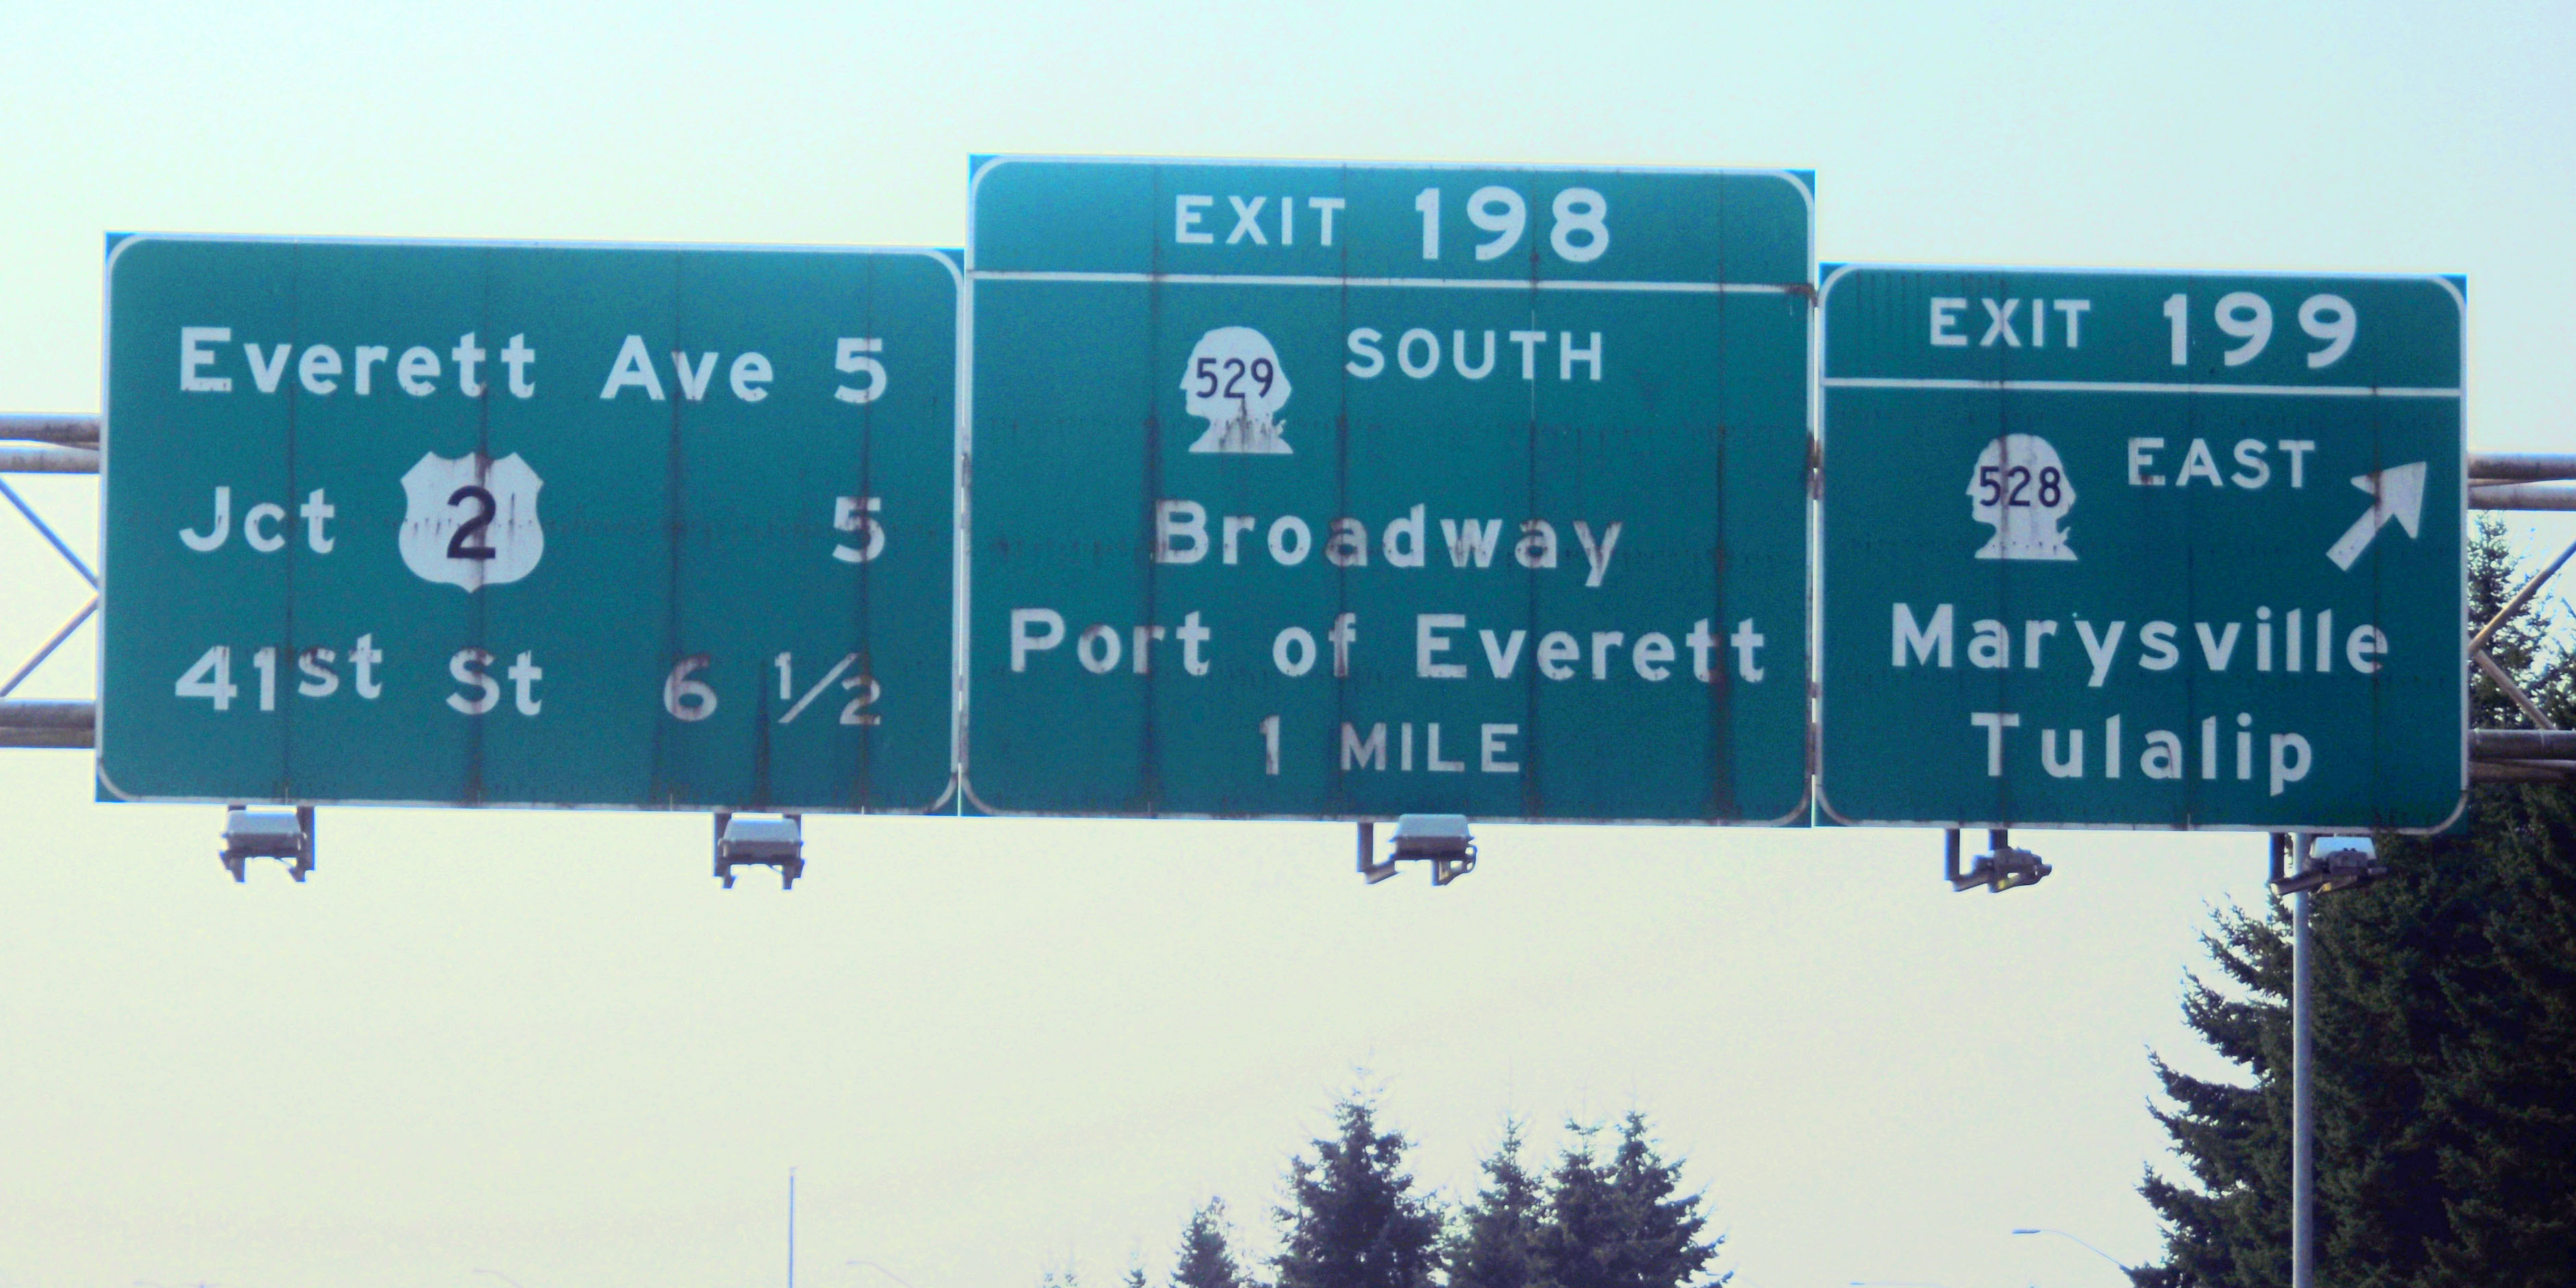 Everett Ave 5
Jct 2 5
41st St 6 1/2
EXIT 198
529 SOUTH
Broadway
Port of Everett
1 MILE
EXIT 199
528 EAST
Marysville
Tulalip